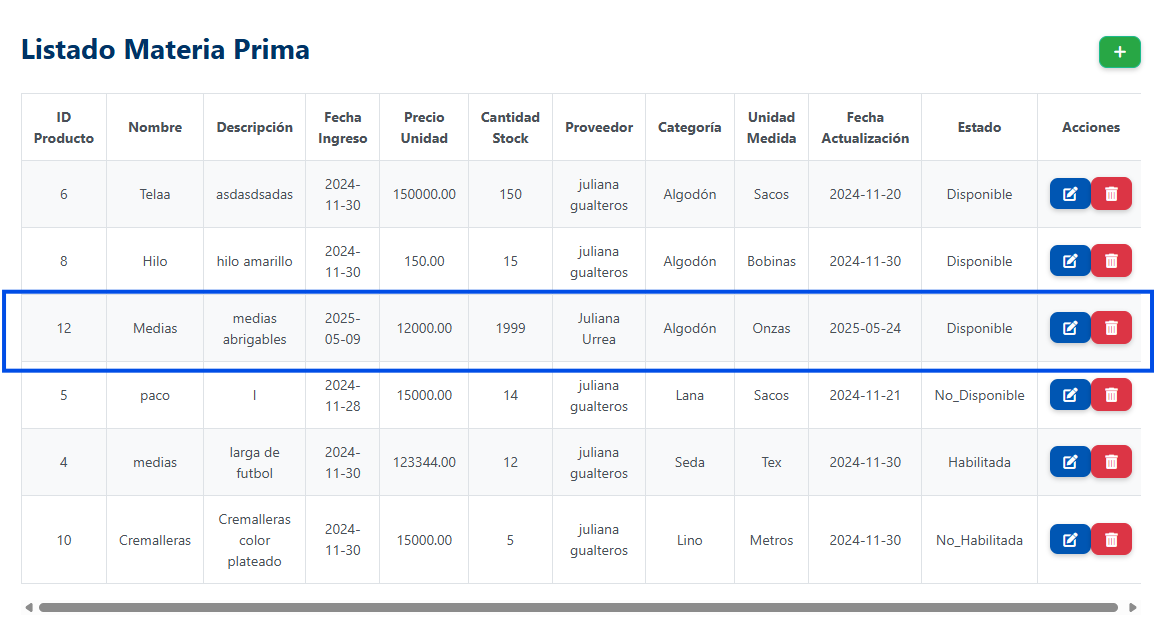 Listado Materia Prima
+
ID Producto Nombre Descripción Fecha Ingreso Precio Unidad Cantidad Stock Proveedor Categoría Unidad Medida Fecha Actualización Estado Acciones
6 Telaa asdasdsadas 2024-11-30 150000.00 150 juliana gualteros Algodón Sacos 2024-11-20 Disponible
8 Hilo hilo amarillo 2024-11-30 150.00 15 juliana gualteros Algodón Bobinas 2024-11-30 Disponible
12 Medias medias abrigables 2025-05-09 12000.00 1999 Juliana Urrea Algodón Onzas 2025-05-24 Disponible
5 paco l 2024-11-28 15000.00 14 juliana gualteros Lana Sacos 2024-11-21 No_Disponible
4 medias larga de futbol 2024-11-30 123344.00 12 juliana gualteros Seda Tex 2024-11-30 Habilitada
10 Cremalleras Cremalleras color plateado 2024-11-30 15000.00 5 juliana gualteros Lino Metros 2024-11-30 No_Habilitada